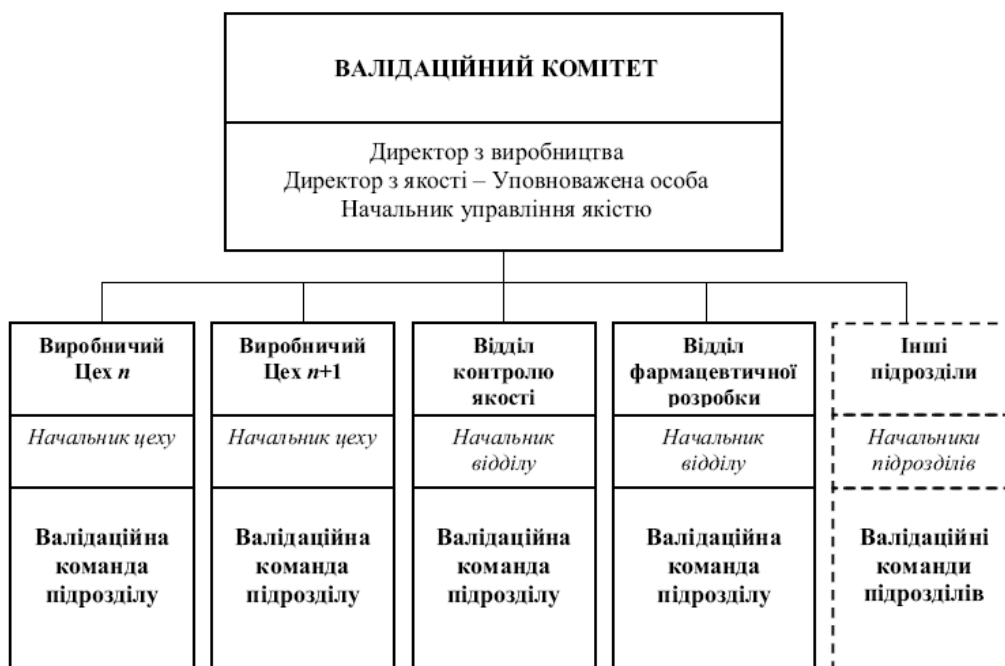 ВАЛІДАЦІЙНИЙ КОМІТЕТ
Директор з виробництва
Директор з якості – Уповноважена особа
Начальник управління якістю
Виробничий
Цех n
Начальник цеху
Валідаційна
команда
підрозділу
Виробничий
Цех n+1
Начальник цеху
Валідаційна
команда
підрозділу
Відділ
контролю
якості
Начальник
відділу
Валідаційна
команда
підрозділу
Відділ
фармацевтичної
розробки
Начальник
відділу
Валідаційна
команда
підрозділу
Інші
підрозділи
Начальники
підрозділів
Валідаційні
команди
підрозділів